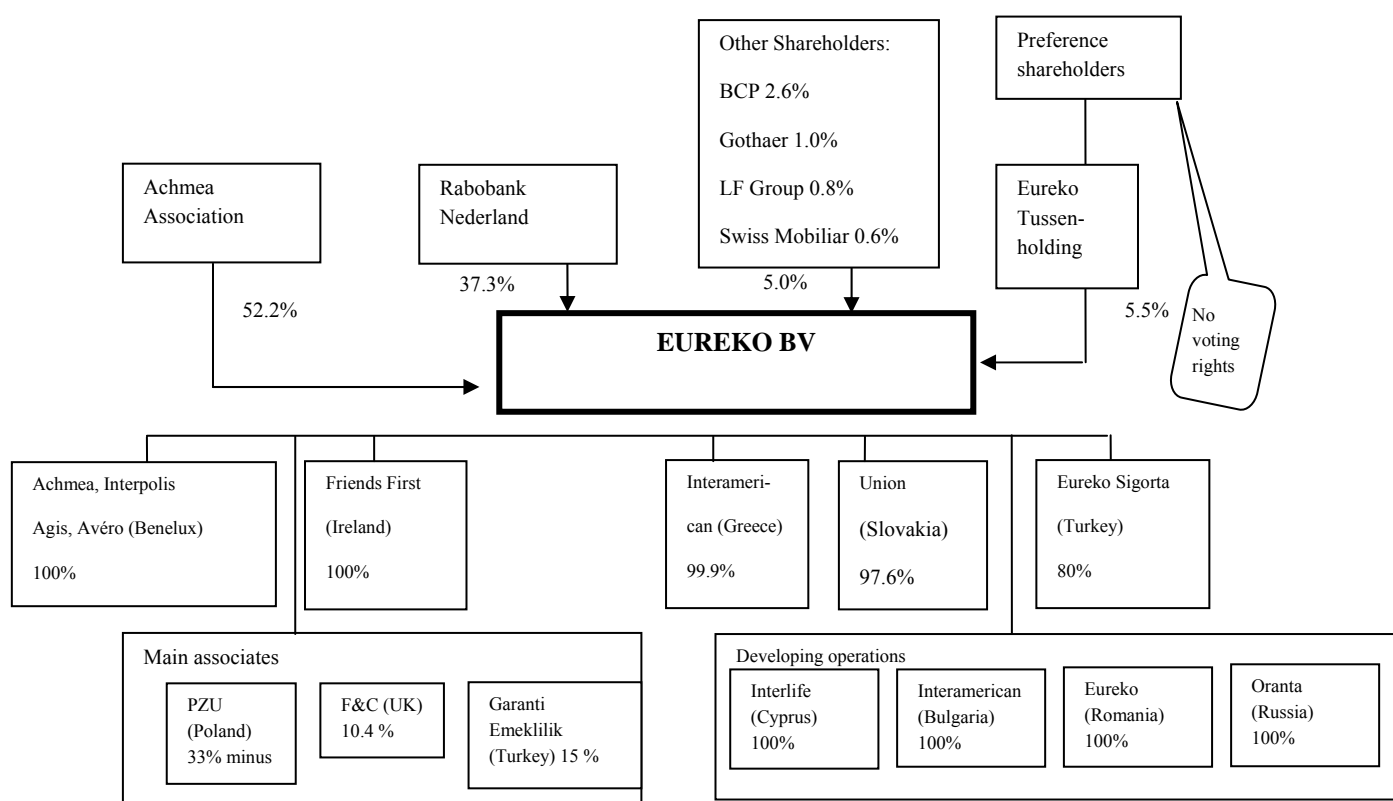 Other Shareholders:
BCP 2.6%
Gothaer 1.0%
LF Group 0.8%
Swiss Mobiliar 0.6%
Preference
shareholders
Achmea
Association
Rabobank
Nederland
Eureko
Tussen-
holding
52.2%
37.3%
5.0%
5.5%
No
voting
rights
EUREKO BV
Achmea, Interpolis
Agis, Avéro (Benelux)
100%
Friends First
(Ireland)
100%
Interameri-
can (Greece)
99.9%
Union
(Slovakia)
97.6%
Eureko Sigorta
(Turkey)
80%
Main associates
PZU
(Poland)
33% minus
F&C (UK)
10.4 %
Garanti
Emeklilik
(Turkey) 15 %
Developing operations
Interlife
(Cyprus)
100%
Interamerican
(Bulgaria)
100%
Eureko
(Romania)
100%
Oranta
(Russia)
100%